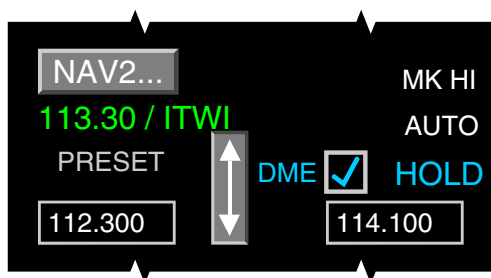 NAV2...
MK HI
113.30 / ITWI
AUTO
PRESET
DME HOLD
112.300
114.100